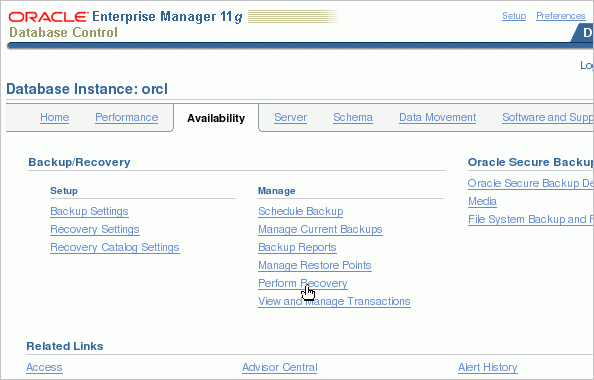 ORACLE Enterprise Manager 11g
Setup Preferences
Database Control
Database Instance: orcl
Home Performance Availability Server Schema Data Movement Software and
Backup/Recovery
Oracle Secure Backup
Setup
Manage
Oracle Secure Backup
Backup Settings
Schedule Backup
Media
Recovery Settings
Manage Current Backups
File System Backup and
Recovery Catalog Settings
Backup Reports
Manage Restore Points
Perform Recovery
View and Manage Transactions
Related Links
Access
Advisor Central
Alert History